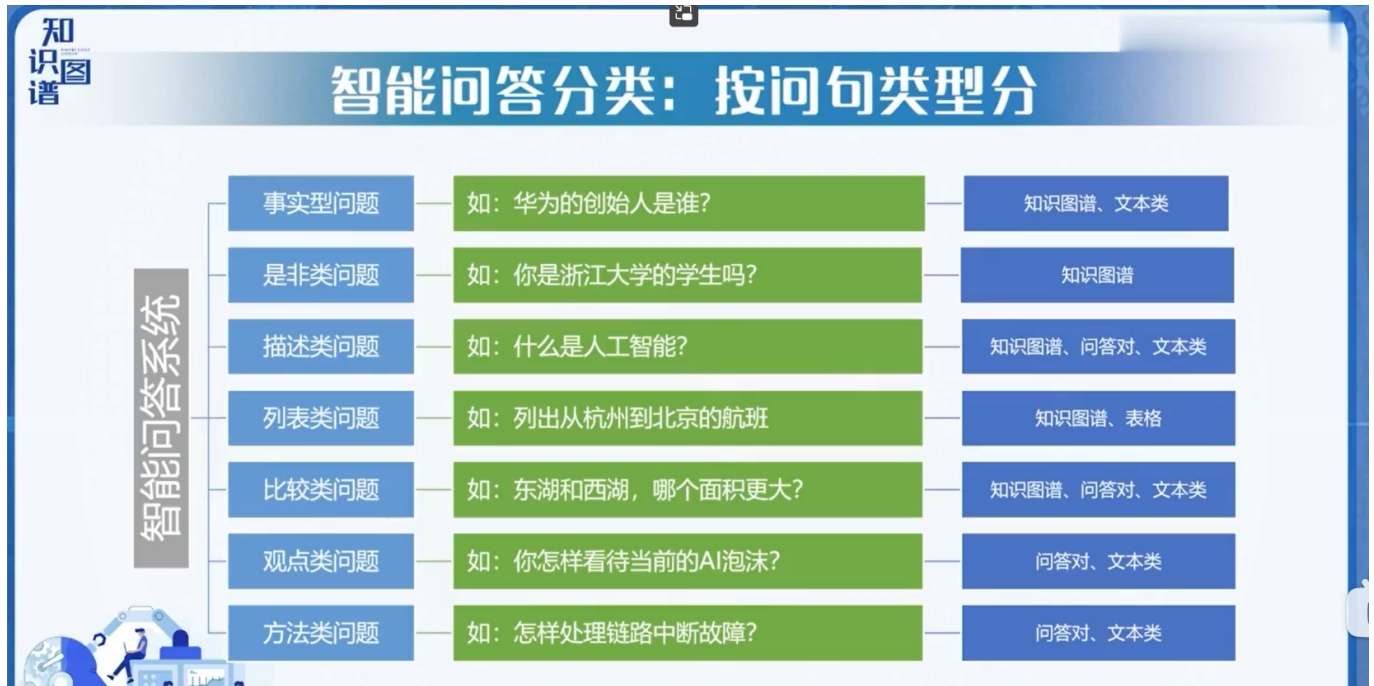 知识图谱
智能问答分类：按问句类型分
智能问答系统
事实型问题
如：华为的创始人是谁？
知识图谱、文本类
是非类问题
如：你是浙江大学的学生吗？
知识图谱
描述类问题
如：什么是人工智能？
知识图谱、问答对、文本类
列表类问题
如：列出从杭州到北京的航班
知识图谱、表格
比较类问题
如：东湖和西湖，哪个面积更大？
知识图谱、问答对、文本类
观点类问题
如：你怎样看待当前的AI泡沫？
问答对、文本类
方法类问题
如：怎样处理链路中断故障？
问答对、文本类